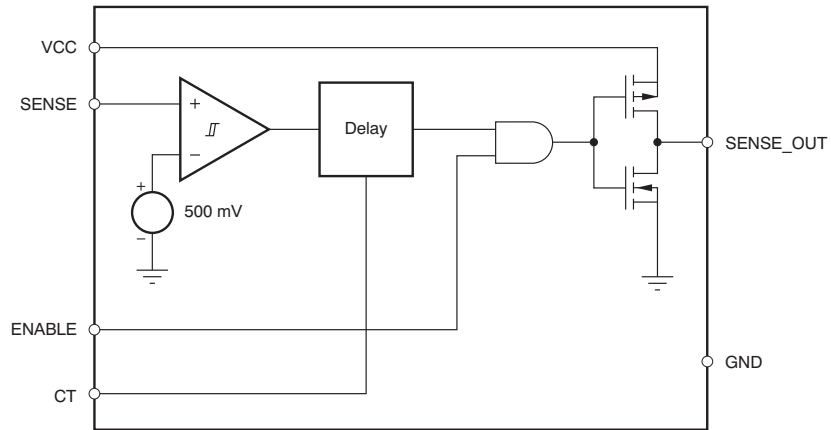 VCC
SENSE
+
−
Delay
SENSE_OUT
+
500 mV
−
ENABLE
GND
CT